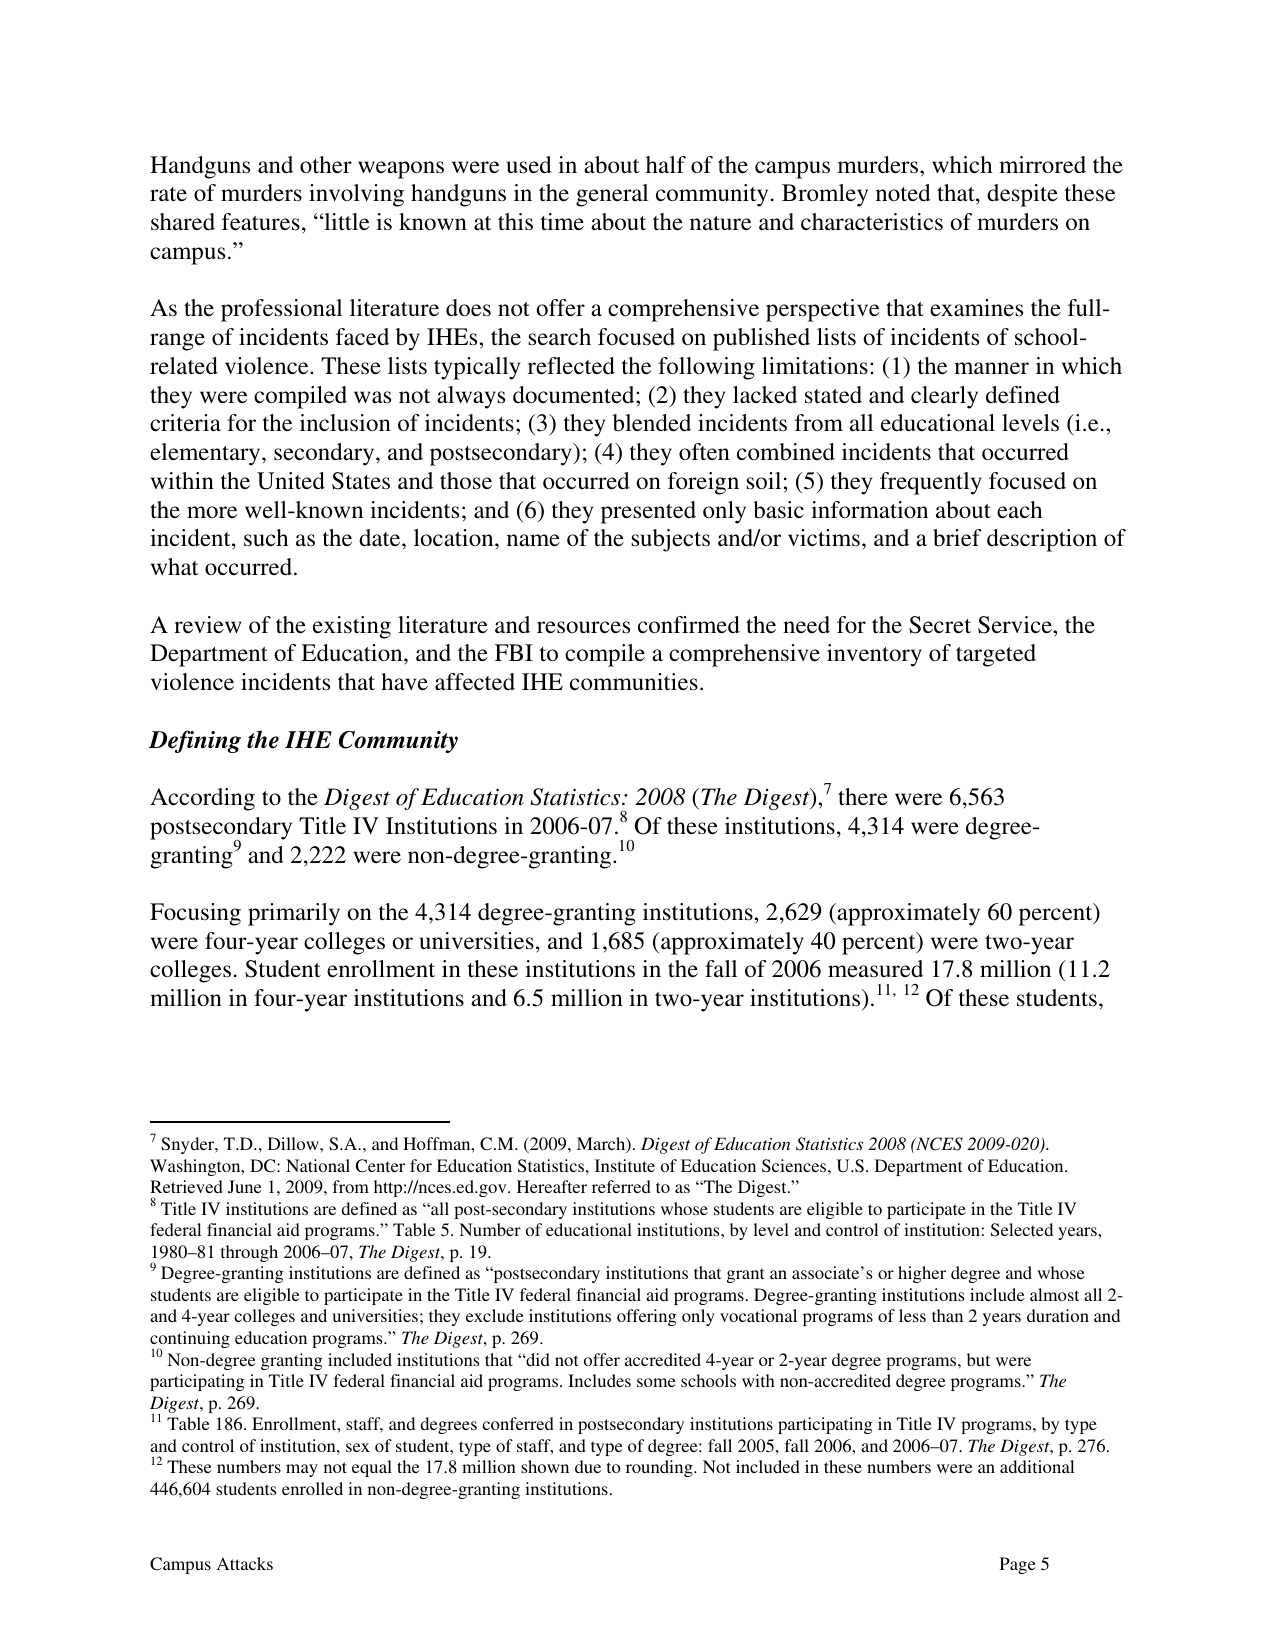 Handguns and other weapons were used in about half of the campus murders, which mirrored the
rate of murders involving handguns in the general community. Bromley noted that, despite these
shared features, “little is known at this time about the nature and characteristics of murders on
campus.”
As the professional literature does not offer a comprehensive perspective that examines the full-
range of incidents faced by IHEs, the search focused on published lists of incidents of school-
related violence. These lists typically reflected the following limitations: (1) the manner in which
they were compiled was not always documented; (2) they lacked stated and clearly defined
criteria for the inclusion of incidents; (3) they blended incidents from all educational levels (i.e.,
elementary, secondary, and postsecondary); (4) they often combined incidents that occurred
within the United States and those that occurred on foreign soil; (5) they frequently focused on
the more well-known incidents; and (6) they presented only basic information about each
incident, such as the date, location, name of the subjects and/or victims, and a brief description of
what occurred.
A review of the existing literature and resources confirmed the need for the Secret Service, the
Department of Education, and the FBI to compile a comprehensive inventory of targeted
violence incidents that have affected IHE communities.
Defining the IHE Community
According to the Digest of Education Statistics: 2008 (The Digest),7 there were 6,563
postsecondary Title IV Institutions in 2006-07.8 Of these institutions, 4,314 were degree-
granting9 and 2,222 were non-degree-granting.10
Focusing primarily on the 4,314 degree-granting institutions, 2,629 (approximately 60 percent)
were four-year colleges or universities, and 1,685 (approximately 40 percent) were two-year
colleges. Student enrollment in these institutions in the fall of 2006 measured 17.8 million (11.2
million in four-year institutions and 6.5 million in two-year institutions).11, 12 Of these students,
7 Snyder, T.D., Dillow, S.A., and Hoffman, C.M. (2009, March). Digest of Education Statistics 2008 (NCES 2009-020).
Washington, DC: National Center for Education Statistics, Institute of Education Sciences, U.S. Department of Education.
Retrieved June 1, 2009, from http://nces.ed.gov. Hereafter referred to as “The Digest.”
8 Title IV institutions are defined as “all post-secondary institutions whose students are eligible to participate in the Title IV
federal financial aid programs.” Table 5. Number of educational institutions, by level and control of institution: Selected years,
1980–81 through 2006–07, The Digest, p. 19.
9 Degree-granting institutions are defined as “postsecondary institutions that grant an associate’s or higher degree and whose
students are eligible to participate in the Title IV federal financial aid programs. Degree-granting institutions include almost all 2-
and 4-year colleges and universities; they exclude institutions offering only vocational programs of less than 2 years duration and
continuing education programs.” The Digest, p. 269.
10 Non-degree granting included institutions that “did not offer accredited 4-year or 2-year degree programs, but were
participating in Title IV federal financial aid programs. Includes some schools with non-accredited degree programs.” The
Digest, p. 269.
11 Table 186. Enrollment, staff, and degrees conferred in postsecondary institutions participating in Title IV programs, by type
and control of institution, sex of student, type of staff, and type of degree: fall 2005, fall 2006, and 2006–07. The Digest, p. 276.
12 These numbers may not equal the 17.8 million shown due to rounding. Not included in these numbers were an additional
446,604 students enrolled in non-degree-granting institutions.
Campus Attacks Page 5